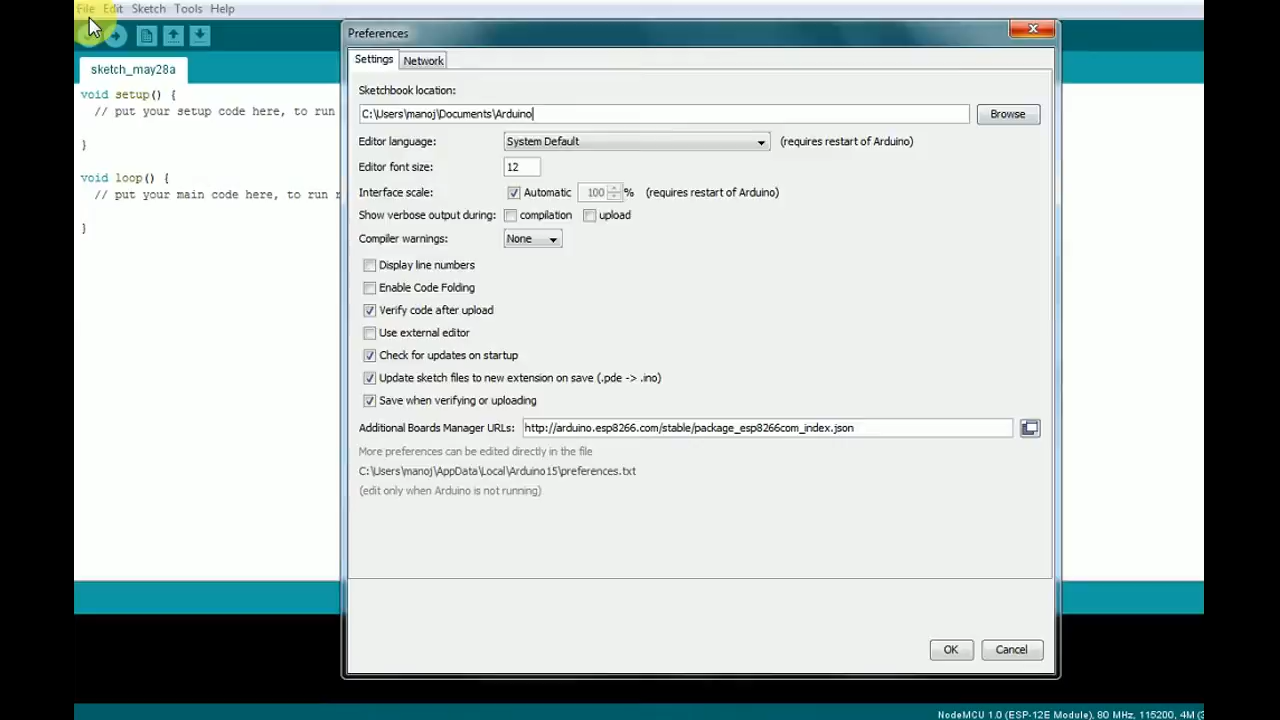 File Edit Sketch Tools Help
Preferences
Settings Network
sketch_may28a
Sketchbook location:
void setup() {
// put your setup code here, to run
C:\Users\manoj\Documents\Arduino
Browse
Editor language: System Default (requires restart of Arduino)
}
Editor font size: 12
void loop() {
// put your main code here, to run r
Interface scale: Automatic 100 % (requires restart of Arduino)
Show verbose output during: compilation upload
}
Compiler warnings: None
Display line numbers
Enable Code Folding
Verify code after upload
Use external editor
Check for updates on startup
Update sketch files to new extension on save (.pde -> .ino)
Save when verifying or uploading
Additional Boards Manager URLs: http://arduino.esp8266.com/stable/package_esp8266com_index.json
More preferences can be edited directly in the file
C:\Users\manoj\AppData\Local\Arduino15\preferences.txt
(edit only when Arduino is not running)
OK Cancel
NodeMCU 1.0 (ESP-12E Module), 80 MHz, 115200, 4M (3